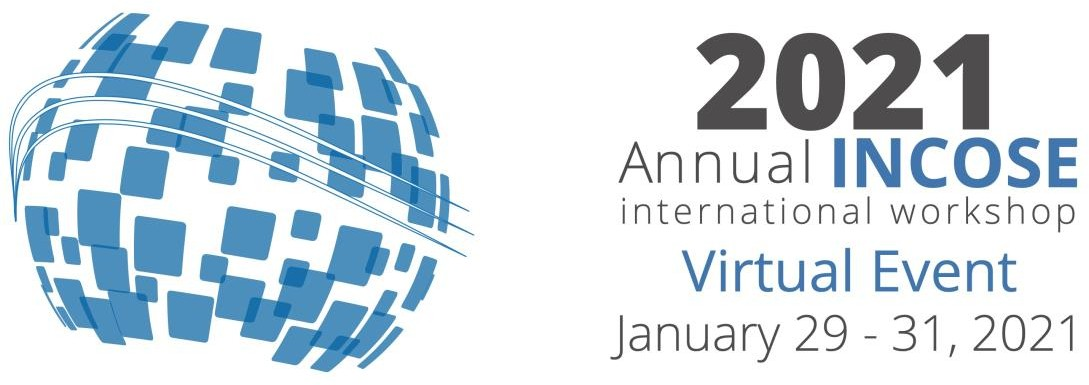 2021
Annual INCOSE
international workshop
Virtual Event
January 29 - 31, 2021